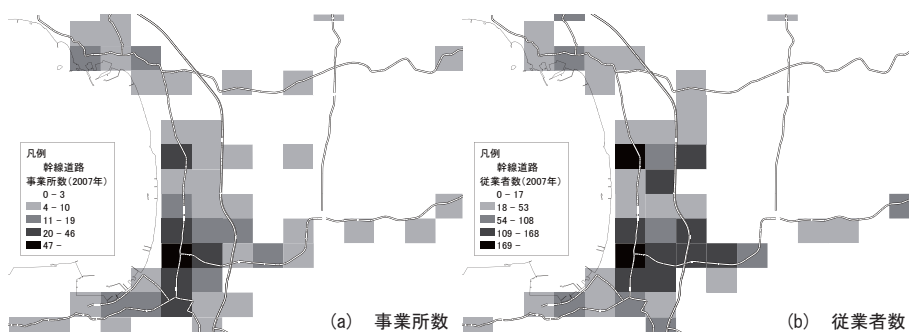 凡例
幹線道路
事業所数(2007年)
0 - 3
4 - 10
11 - 19
20 - 46
47 -
(a) 事業所数
凡例
幹線道路
従業者数(2007年)
0 - 17
18 - 53
54 - 108
109 - 168
169 -
(b) 従業者数